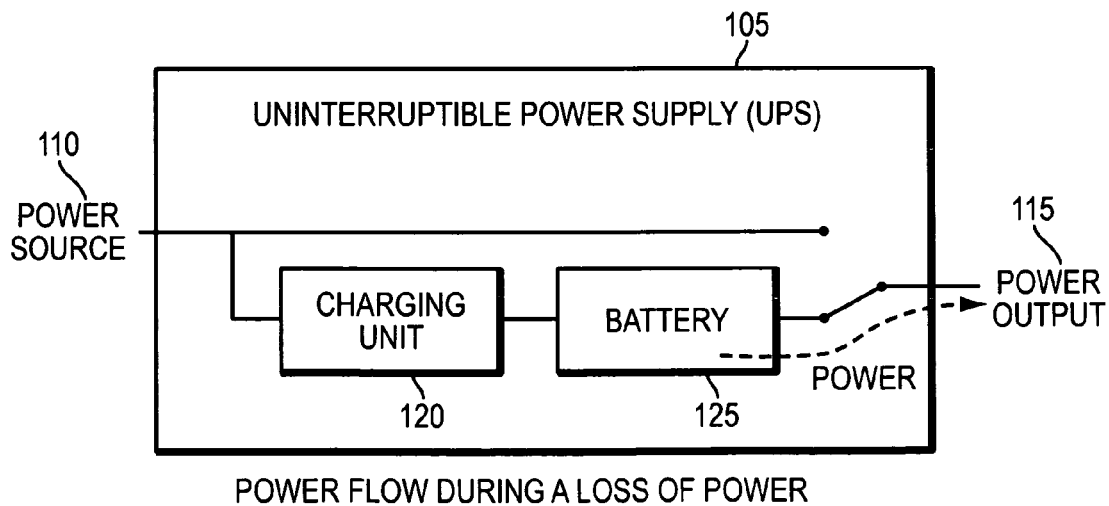 105
UNINTERRUPTIBLE POWER SUPPLY (UPS)
110
POWER
SOURCE
115
POWER
OUTPUT
CHARGING
UNIT
BATTERY
POWER
120
125
POWER FLOW DURING A LOSS OF POWER